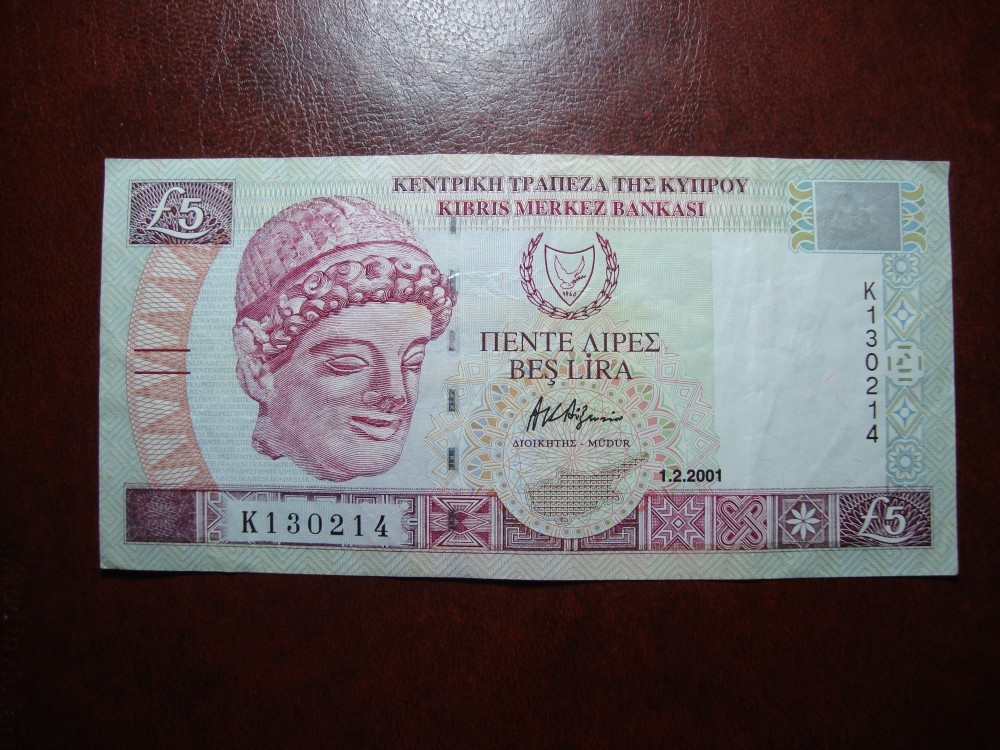 £5
ΚΕΝΤΡΙΚΗ ΤΡΑΠΕΖΑ ΤΗΣ ΚΥΠΡΟΥ
KIBRIS MERKEZ BANKASI
1960
ΠΕΝΤΕ ΛΙΡΕΣ
BEŞ LİRA
ΔΙΟΙΚΗΤΗΣ - MÜDÜR
1.2.2001
K130214
K130214
£5